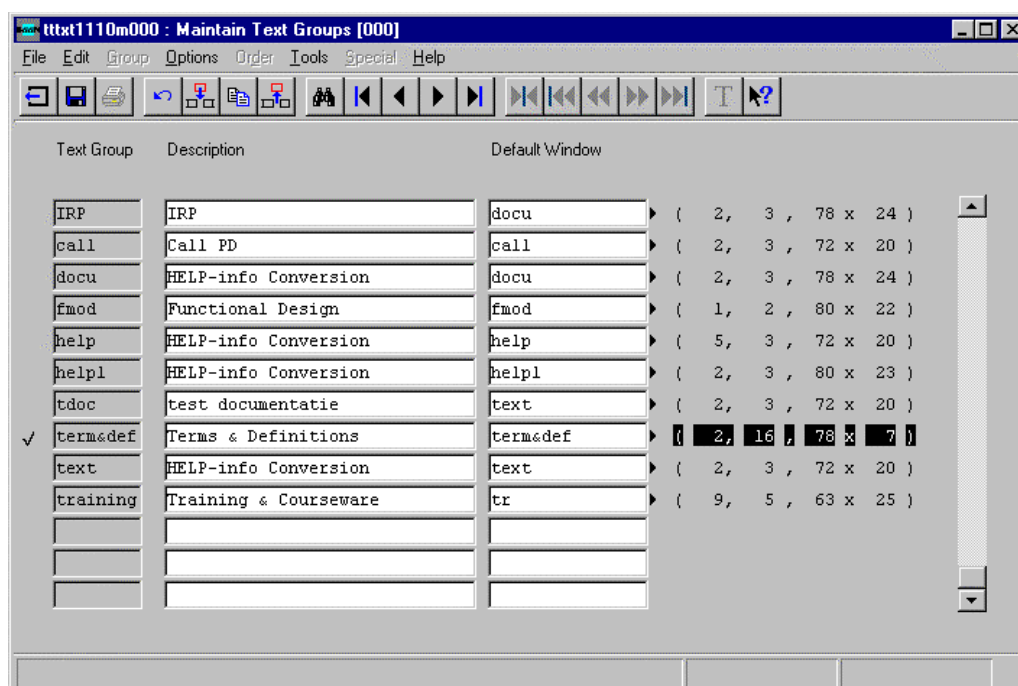 tttxt1110m000 : Maintain Text Groups [000]
File Edit Group Options Order Tools Special Help
Text Group Description Default Window
IRP IRP docu ( 2, 3 , 78 x 24 )
call Call PD call ( 2, 3 , 72 x 20 )
docu HELP-info Conversion docu ( 2, 3 , 78 x 24 )
fmod Functional Design fmod ( 1, 2 , 80 x 22 )
help HELP-info Conversion help ( 5, 3 , 72 x 20 )
help1 HELP-info Conversion help1 ( 2, 3 , 80 x 23 )
tdoc test documentatie text ( 2, 3 , 72 x 20 )
term&def Terms & Definitions term&def ( 2, 16 , 78 x 7 )
text HELP-info Conversion text ( 2, 3 , 72 x 20 )
training Training & Courseware tr ( 9, 5 , 63 x 25 )